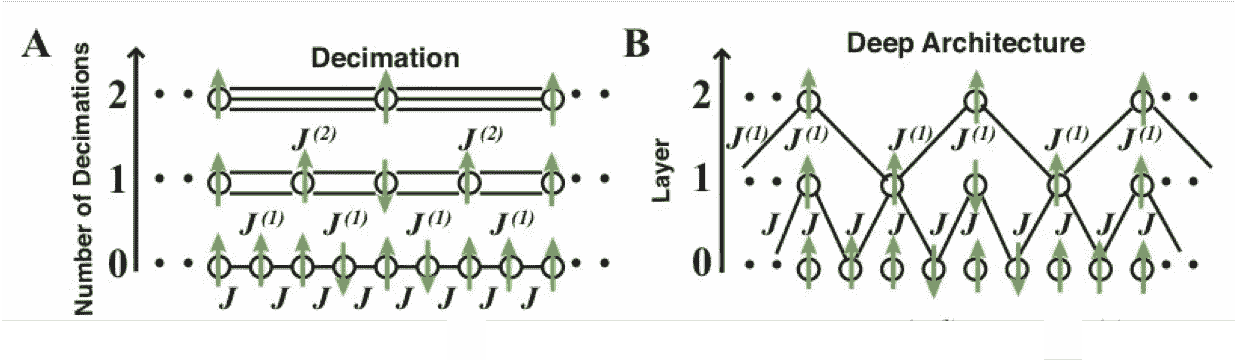 A
Decimation
Number of Decimations
2
J(2) J(2)
1
J(1) J(1) J(1) J(1)
0
J J J J J J J J
B
Deep Architecture
Layer
2
J(1) J(1) J(1) J(1) J(1) J(1)
1
J J J J J J J J J J
0